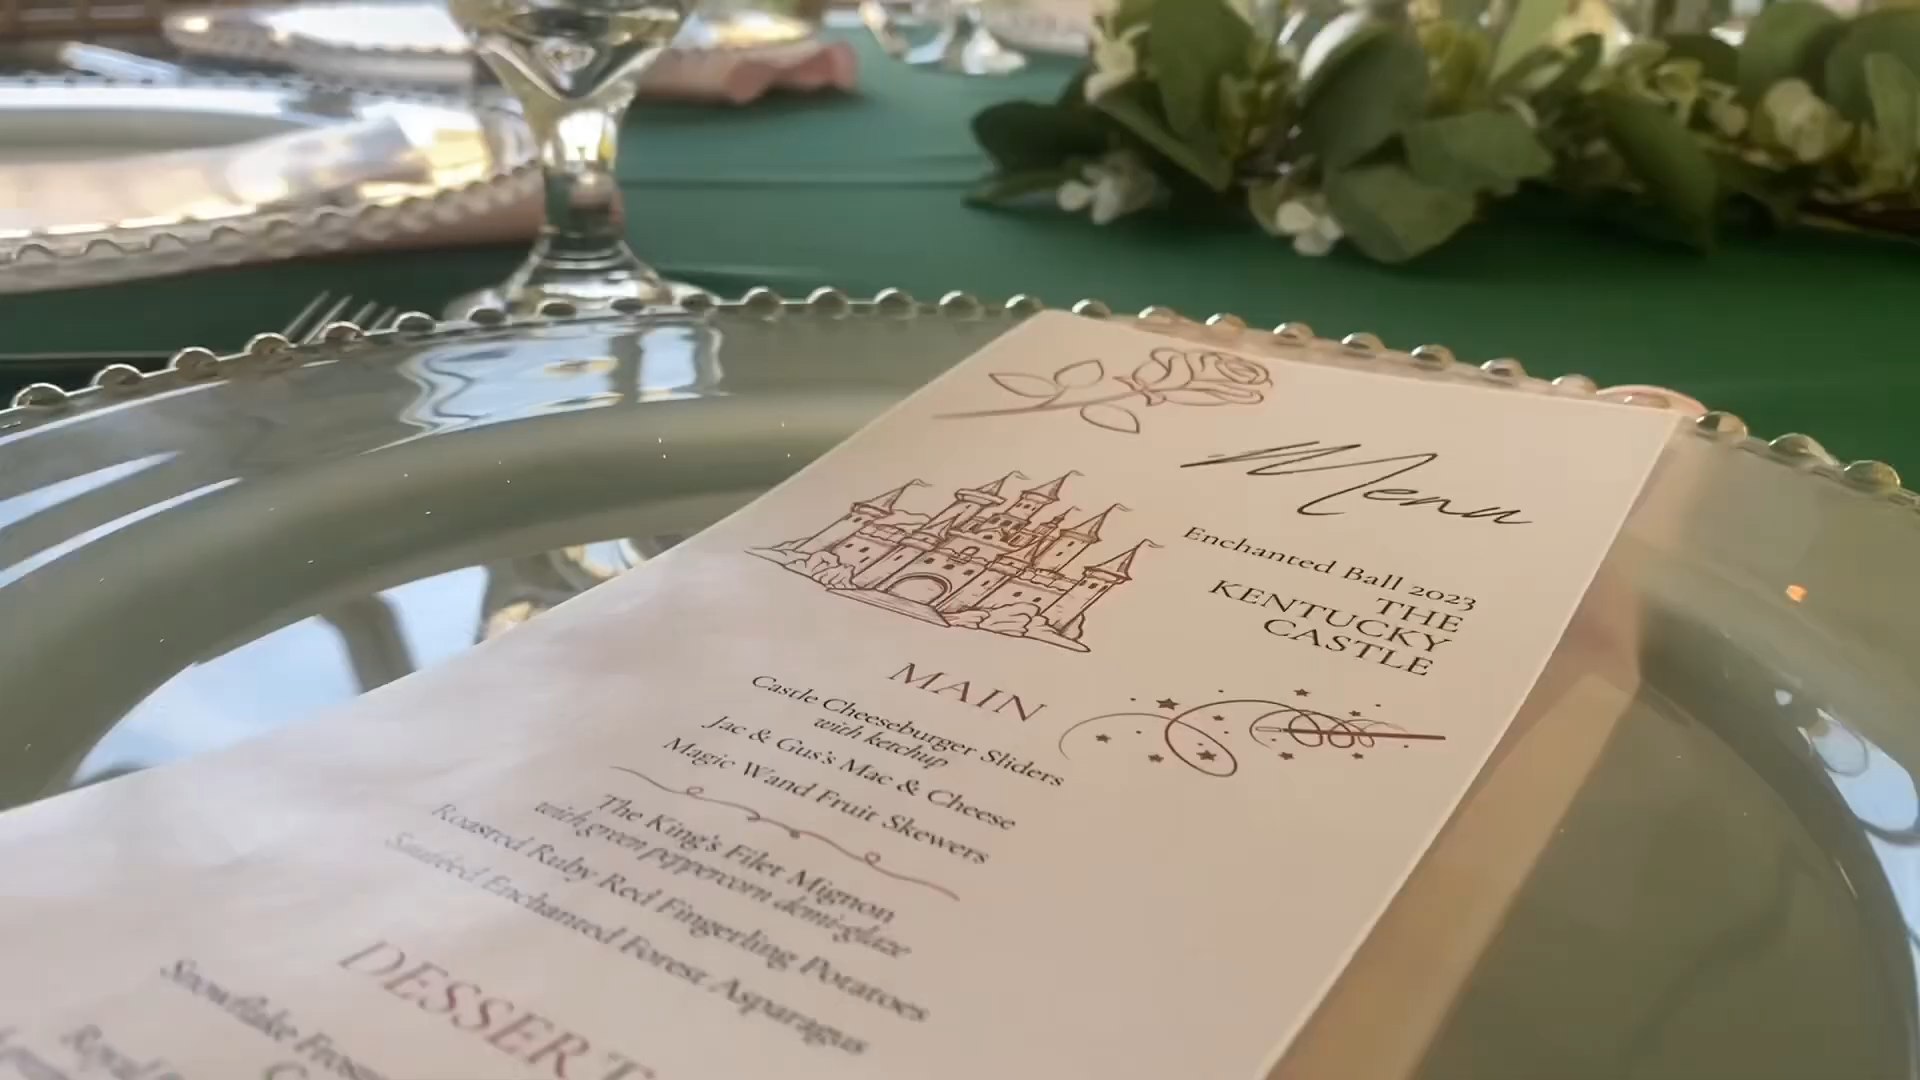 Menu
Enchanted Ball 2023
THE
KENTUCKY
CASTLE
MAIN
Castle Cheeseburger Sliders
with ketchup
Jac & Gus's Mac & Cheese
Magic Wand Fruit Skewers
The King's Filet Mignon
with green peppercorn demi-glaze
Roasted Ruby Red Fingerling Potatoes
Sautéed Enchanted Forest Asparagus
DESSERT
Snowflake
Royal